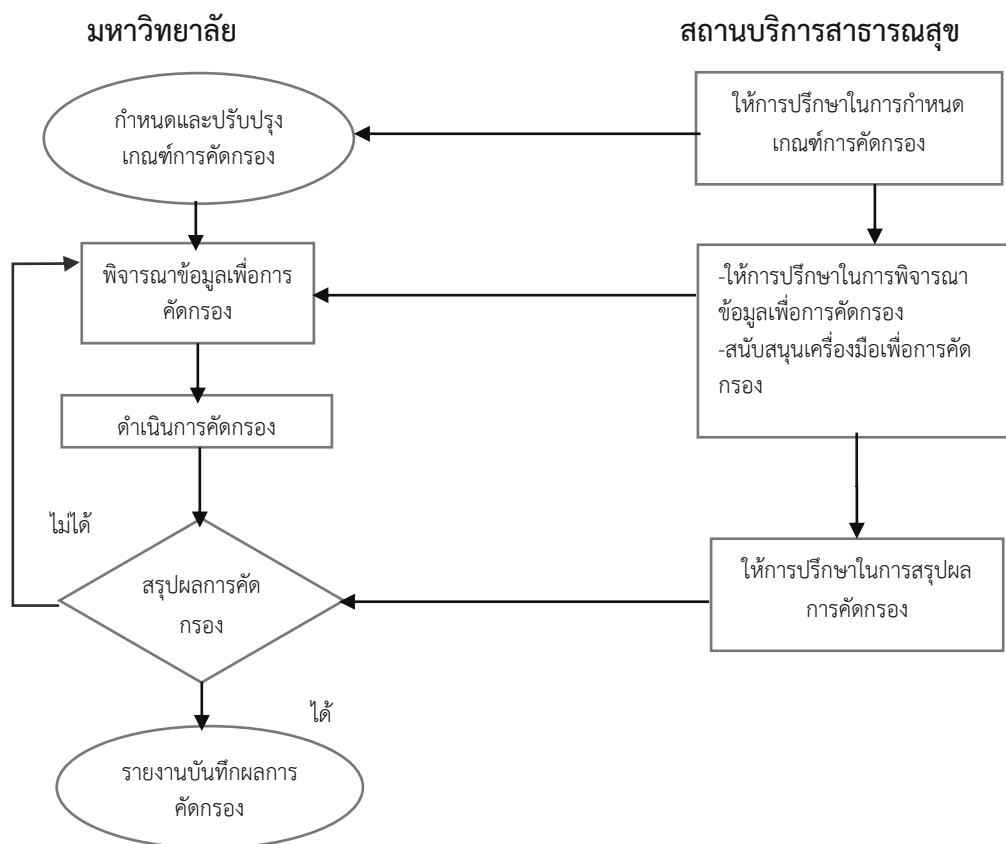 มหาวิทยาลัย
สถานบริการสาธารณสุข
กำหนดและปรับปรุง
เกณฑ์การคัดกรอง
ให้การปรึกษาในการกำหนด
เกณฑ์การคัดกรอง
พิจารณาข้อมูลเพื่อการ
คัดกรอง
-ให้การปรึกษาในการพิจารณา
ข้อมูลเพื่อการคัดกรอง
-สนับสนุนเครื่องมือเพื่อการคัด
กรอง
ดำเนินการคัดกรอง
ไม่ได้
สรุปผลการคัด
กรอง
ให้การปรึกษาในการสรุปผล
การคัดกรอง
ได้
รายงานบันทึกผลการ
คัดกรอง